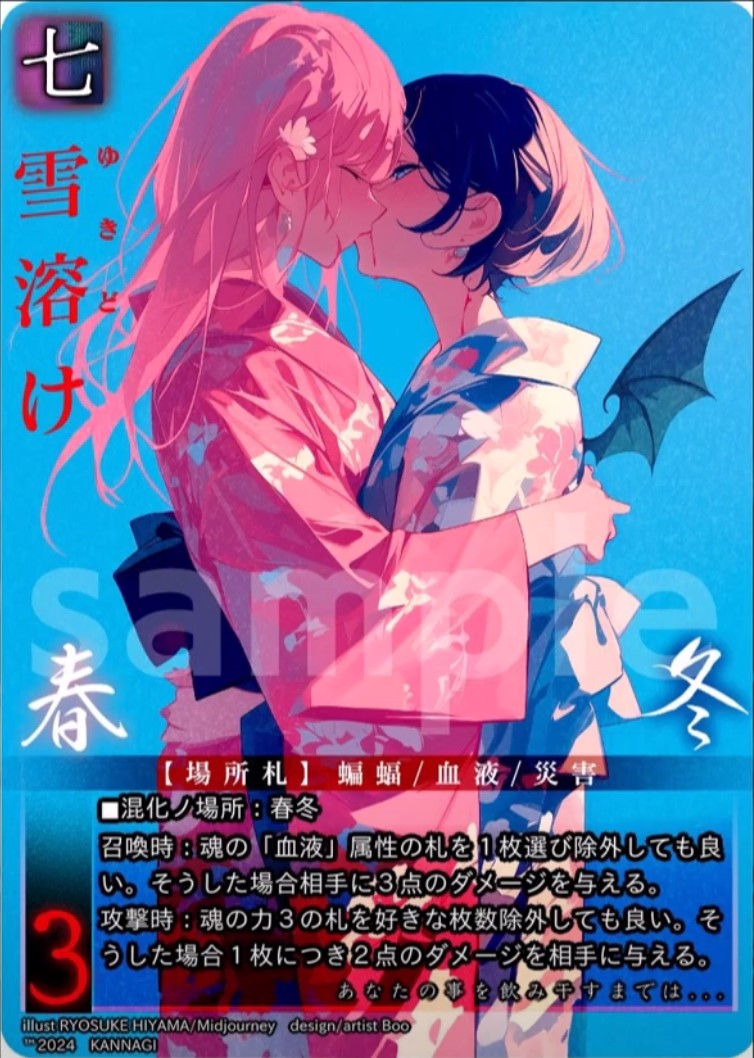 七
雪溶け
ゆきど
sample
春
冬
【場所札】蝙蝠/血液/災害
■混化ノ場所：春冬
召喚時：魂の「血液」属性の札を１枚選び除外しても良
い。そうした場合相手に３点のダメージを与える。
攻撃時：魂の力３の札を好きな枚数除外しても良い。そ
うした場合１枚につき２点のダメージを相手に与える。
3
あなたの事を飲み干すまでは...
illust RYOSUKE HIYAMA/Midjourney design/artist Boo
™2024 KANNAGI